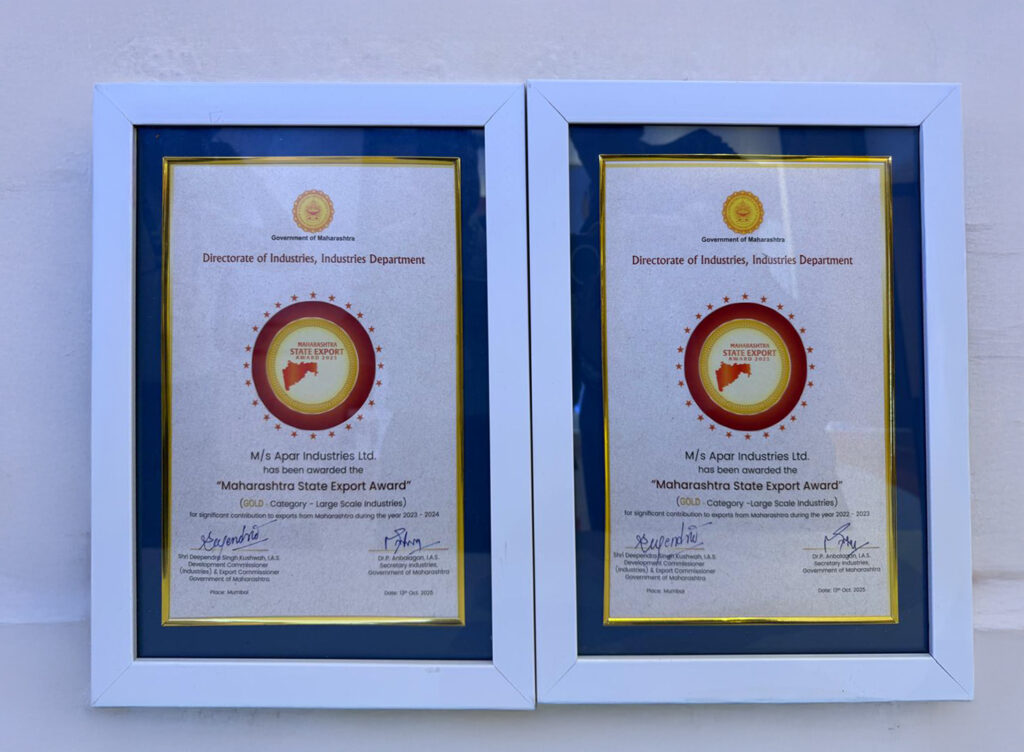 Government of Maharashtra
Directorate of Industries, Industries Department
MAHARASHTRA
STATE EXPORT
AWARD 2025
M/s Apar Industries Ltd.
has been awarded the
“Maharashtra State Export Award”
(GOLD - Category -Large Scale Industries)
for significant contribution to exports from Maharashtra during the year 2023 - 2024
Shri Deependra Singh Kushwah, I.A.S.
Development Commissioner
(Industries) & Export Commissioner
Government of Maharashtra
Dr.P. Anbalagan, I.A.S.
Secretary Industries,
Government of Maharashtra
Place: Mumbai
Date: 13th Oct. 2025
Government of Maharashtra
Directorate of Industries, Industries Department
MAHARASHTRA
STATE EXPORT
AWARD 2025
M/s Apar Industries Ltd.
has been awarded the
“Maharashtra State Export Award”
(GOLD - Category -Large Scale Industries)
for significant contribution to exports from Maharashtra during the year 2022 - 2023
Shri Deependra Singh Kushwah, I.A.S.
Development Commissioner
(Industries) & Export Commissioner
Government of Maharashtra
Dr.P. Anbalagan, I.A.S.
Secretary Industries,
Government of Maharashtra
Place: Mumbai
Date: 13th Oct. 2025